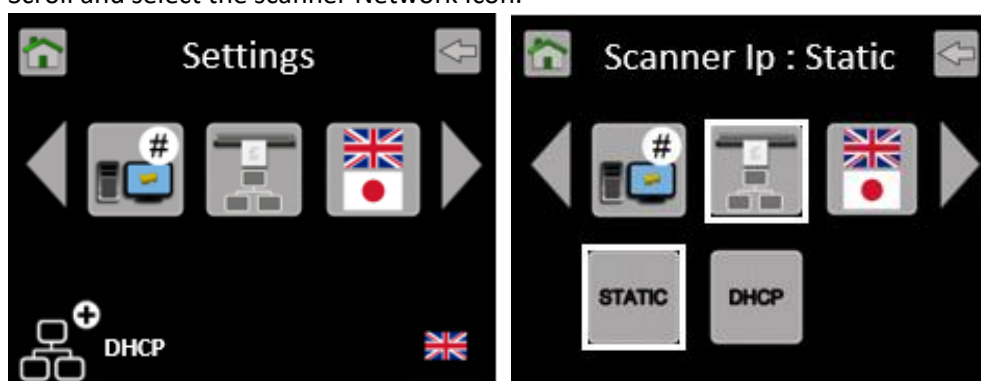 Scroll and select the scanner Network icon.
Settings
#
DHCP
Scanner Ip : Static
#
STATIC
DHCP